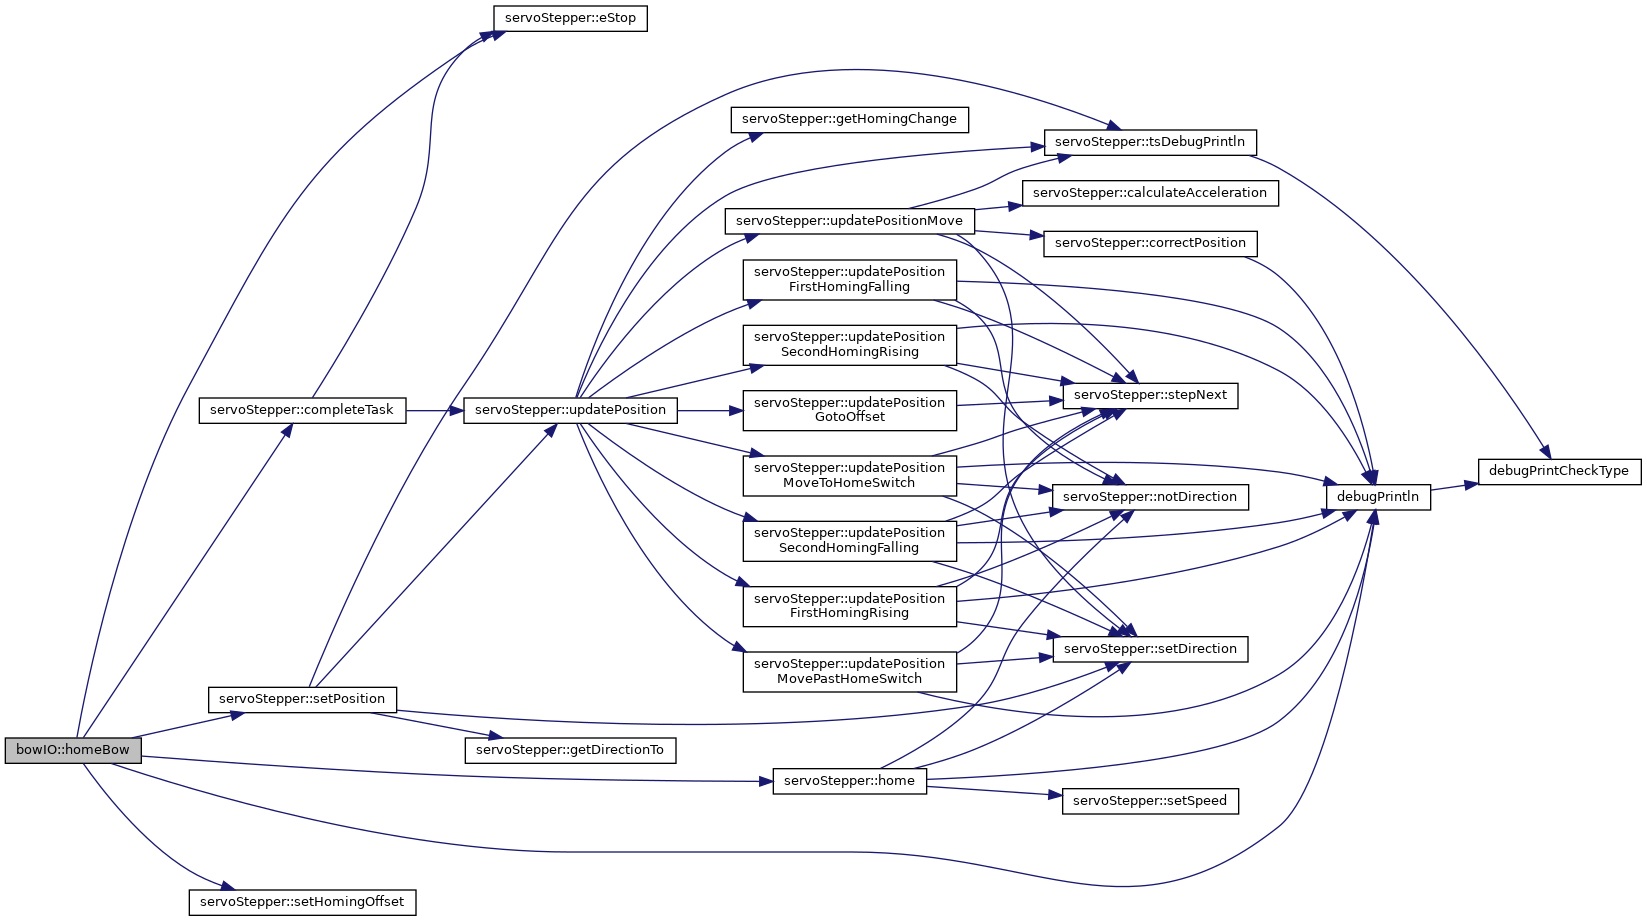 servoStepper::eStop
servoStepper::getHomingChange
servoStepper::tsDebugPrintln
servoStepper::calculateAcceleration
servoStepper::updatePositionMove
servoStepper::correctPosition
servoStepper::updatePosition
FirstHomingFalling
servoStepper::updatePosition
SecondHomingRising
servoStepper::stepNext
servoStepper::completeTask
servoStepper::updatePosition
servoStepper::updatePosition
GotoOffset
debugPrintCheckType
servoStepper::updatePosition
MoveToHomeSwitch
servoStepper::notDirection
debugPrintln
servoStepper::updatePosition
SecondHomingFalling
servoStepper::updatePosition
FirstHomingRising
servoStepper::setDirection
servoStepper::updatePosition
MovePastHomeSwitch
servoStepper::setPosition
bowIO::homeBow
servoStepper::getDirectionTo
servoStepper::home
servoStepper::setSpeed
servoStepper::setHomingOffset